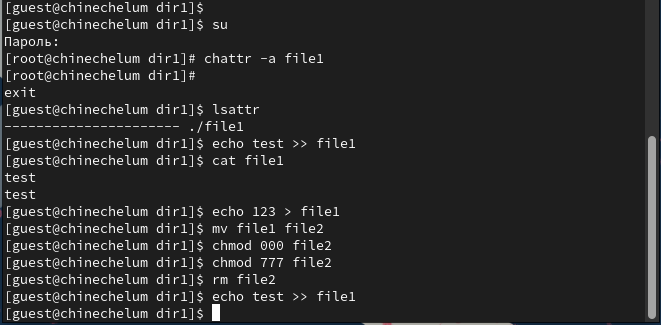 [guest@chinechelum dir1]$
[guest@chinechelum dir1]$ su
Пароль:
[root@chinechelum dir1]# chattr -a file1
[root@chinechelum dir1]#
exit
[guest@chinechelum dir1]$ lsattr
---------------------- ./file1
[guest@chinechelum dir1]$ echo test >> file1
[guest@chinechelum dir1]$ cat file1
test
test
[guest@chinechelum dir1]$ echo 123 > file1
[guest@chinechelum dir1]$ mv file1 file2
[guest@chinechelum dir1]$ chmod 000 file2
[guest@chinechelum dir1]$ chmod 777 file2
[guest@chinechelum dir1]$ rm file2
[guest@chinechelum dir1]$ echo test >> file1
[guest@chinechelum dir1]$